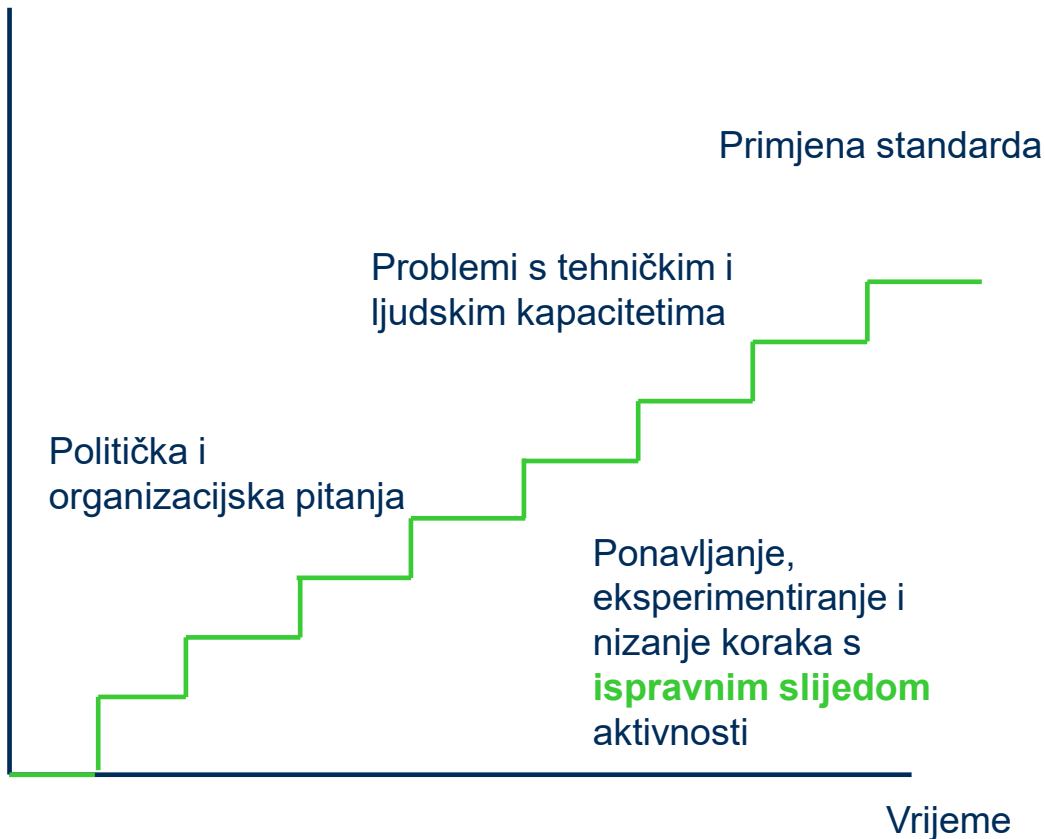 Primjena standarda
Problemi s tehničkim i
ljudskim kapacitetima
Politička i
organizacijska pitanja
Ponavljanje,
eksperimentiranje i
nizanje koraka s
ispravnim slijedom
aktivnosti
Vrijeme